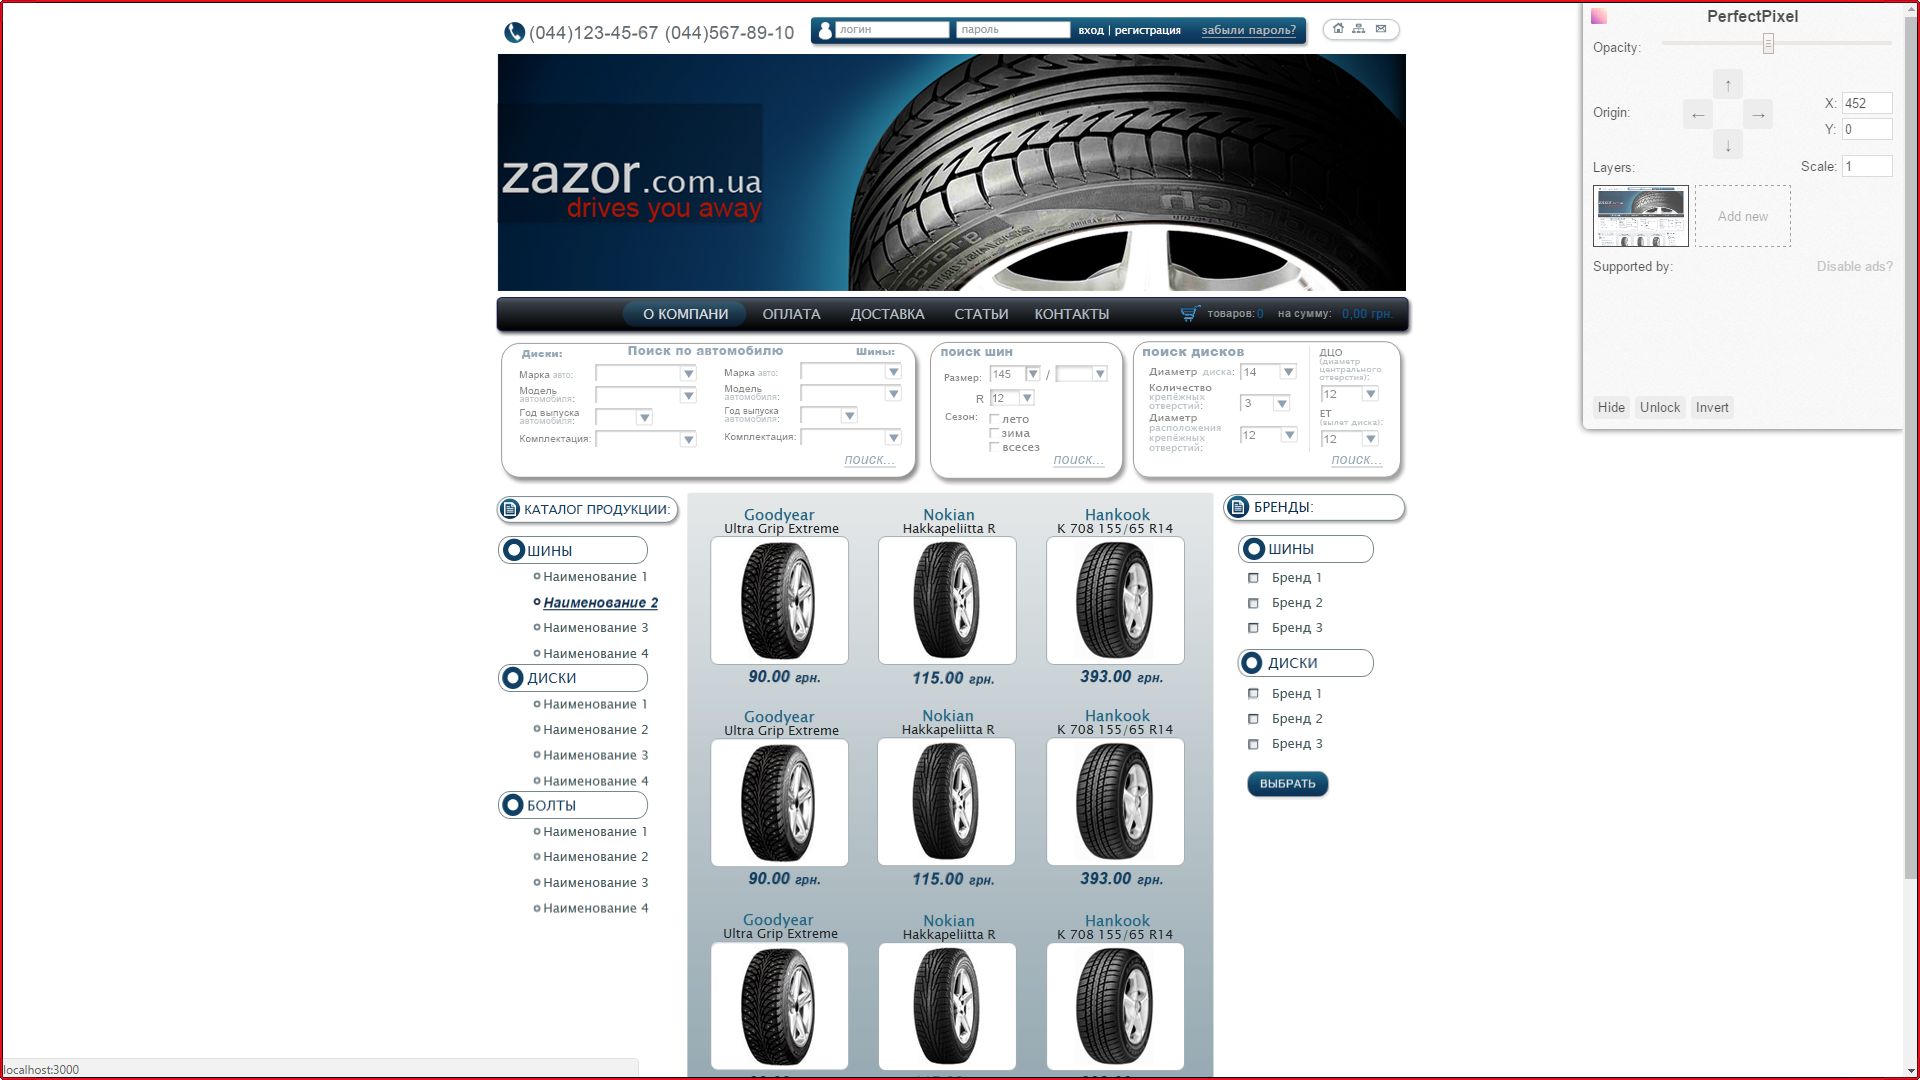 (044)123-45-67 (044)567-89-10
логин
пароль
вход | регистрация
забыли пароль?
zazor.com.ua
drives you away
О КОМПАНИ
ОПЛАТА
ДОСТАВКА
СТАТЬИ
КОНТАКТЫ
товаров: 0
на сумму: 0,00 грн.
Диски:
Поиск по автомобилю
Шины:
Марка авто:
Модель
автомобиля:
Год выпуска
автомобиля:
Комплектация:
Марка авто:
Модель
автомобиля:
Год выпуска
автомобиля:
Комплектация:
поиск...
поиск шин
Размер: 145 /
R 12
Сезон:
лето
зима
всесез
поиск...
поиск дисков
Диаметр диска: 14
Количество
крепёжных
отверстий: 3
Диаметр
расположения
крепёжных
отверстий: 12
ДЦО
(диаметр
центрального
отверстия):
12
ЕТ
(вылет диска):
12
поиск...
КАТАЛОГ ПРОДУКЦИИ:
ШИНЫ
Наименование 1
Наименование 2
Наименование 3
Наименование 4
ДИСКИ
Наименование 1
Наименование 2
Наименование 3
Наименование 4
БОЛТЫ
Наименование 1
Наименование 2
Наименование 3
Наименование 4
Goodyear
Ultra Grip Extreme
90.00 грн.
Nokian
Hakkapeliitta R
115.00 грн.
Hankook
K 708 155/65 R14
393.00 грн.
Goodyear
Ultra Grip Extreme
90.00 грн.
Nokian
Hakkapeliitta R
115.00 грн.
Hankook
K 708 155/65 R14
393.00 грн.
Goodyear
Ultra Grip Extreme
Nokian
Hakkapeliitta R
Hankook
K 708 155/65 R14
БРЕНДЫ:
ШИНЫ
Бренд 1
Бренд 2
Бренд 3
ДИСКИ
Бренд 1
Бренд 2
Бренд 3
ВЫБРАТЬ
PerfectPixel
Opacity:
Origin:
X: 452
Y: 0
Layers:
Scale: 1
Add new
Supported by:
Disable ads?
Hide
Unlock
Invert
localhost:3000